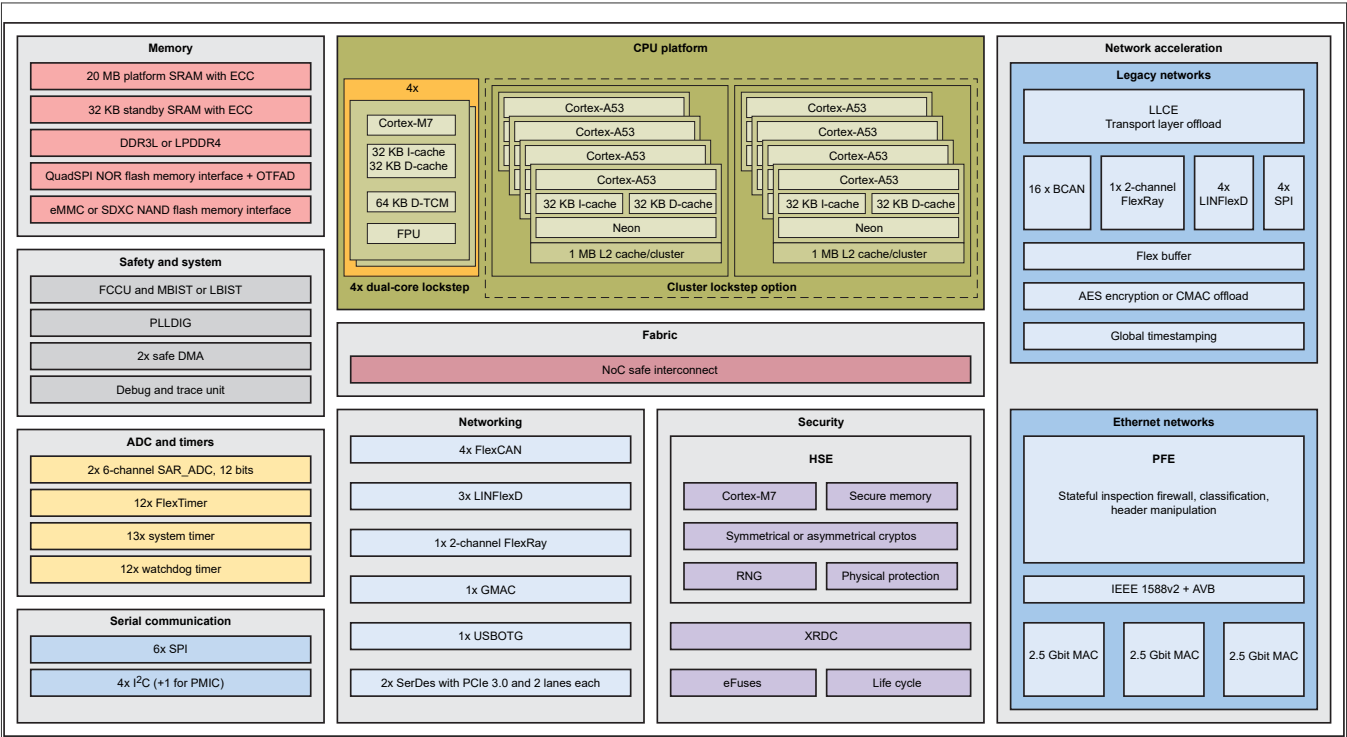 Memory
20 MB platform SRAM with ECC
32 KB standby SRAM with ECC
DDR3L or LPDDR4
QuadSPI NOR flash memory interface + OTFAD
eMMC or SDXC NAND flash memory interface
Safety and system
FCCU and MBIST or LBIST
PLLDIG
2x safe DMA
Debug and trace unit
ADC and timers
2x 6-channel SAR_ADC, 12 bits
12x FlexTimer
13x system timer
12x watchdog timer
Serial communication
6x SPI
4x I2C (+1 for PMIC)
CPU platform
4x
Cortex-M7
32 KB I-cache
32 KB D-cache
64 KB D-TCM
FPU
4x dual-core lockstep
Cortex-A53
Cortex-A53
Cortex-A53
Cortex-A53
32 KB I-cache
32 KB D-cache
Neon
1 MB L2 cache/cluster
Cortex-A53
Cortex-A53
Cortex-A53
Cortex-A53
32 KB I-cache
32 KB D-cache
Neon
1 MB L2 cache/cluster
Cluster lockstep option
Fabric
NoC safe interconnect
Networking
4x FlexCAN
3x LINFlexD
1x 2-channel FlexRay
1x GMAC
1x USBOTG
2x SerDes with PCIe 3.0 and 2 lanes each
Security
HSE
Cortex-M7
Secure memory
Symmetrical or asymmetrical cryptos
RNG
Physical protection
XRDC
eFuses
Life cycle
Network acceleration
Legacy networks
LLCE
Transport layer offload
16 x BCAN
1x 2-channel
FlexRay
4x
LINFlexD
4x
SPI
Flex buffer
AES encryption or CMAC offload
Global timestamping
Ethernet networks
PFE
Stateful inspection firewall, classification,
header manipulation
IEEE 1588v2 + AVB
2.5 Gbit MAC
2.5 Gbit MAC
2.5 Gbit MAC